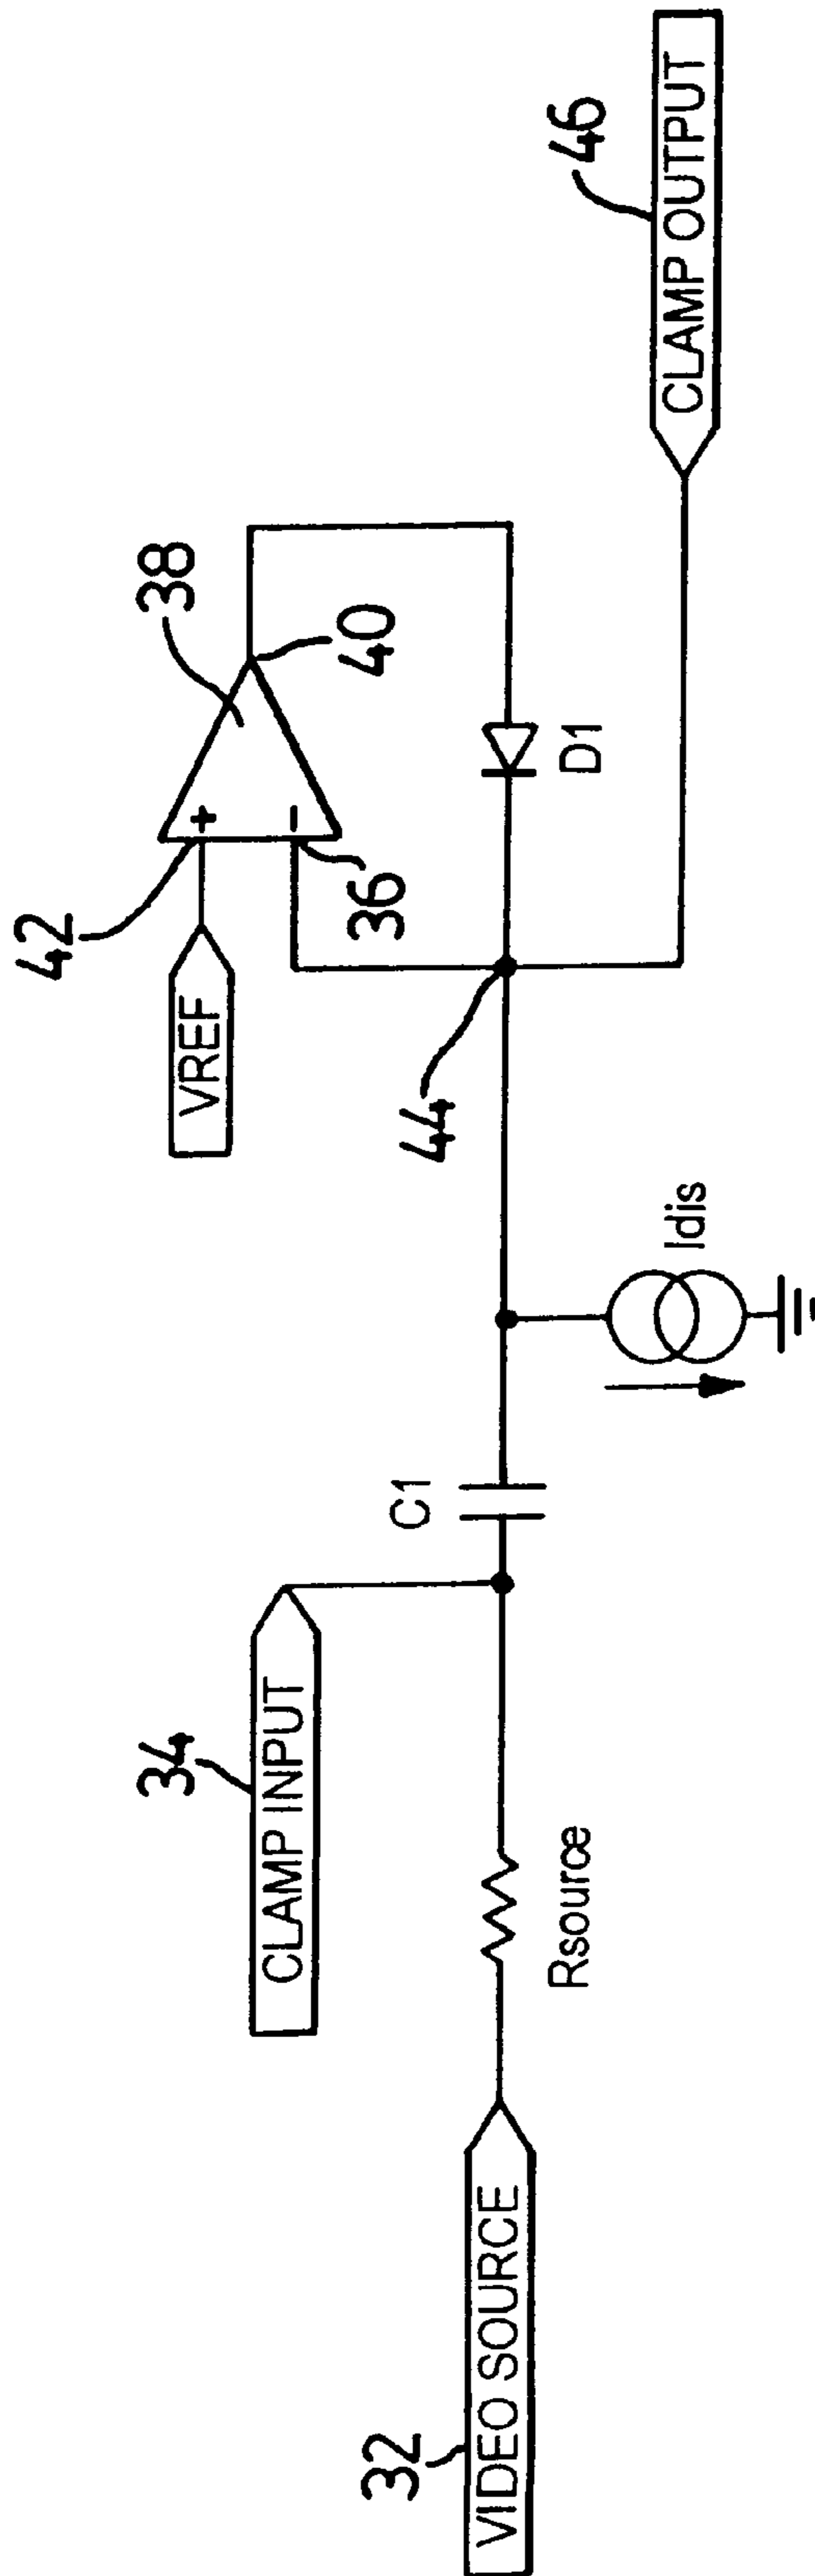 32
VIDEO SOURCE
Rsource
34
CLAMP INPUT
C1
Idis
44
42
VREF
+
-
36
38
40
D1
46
CLAMP OUTPUT